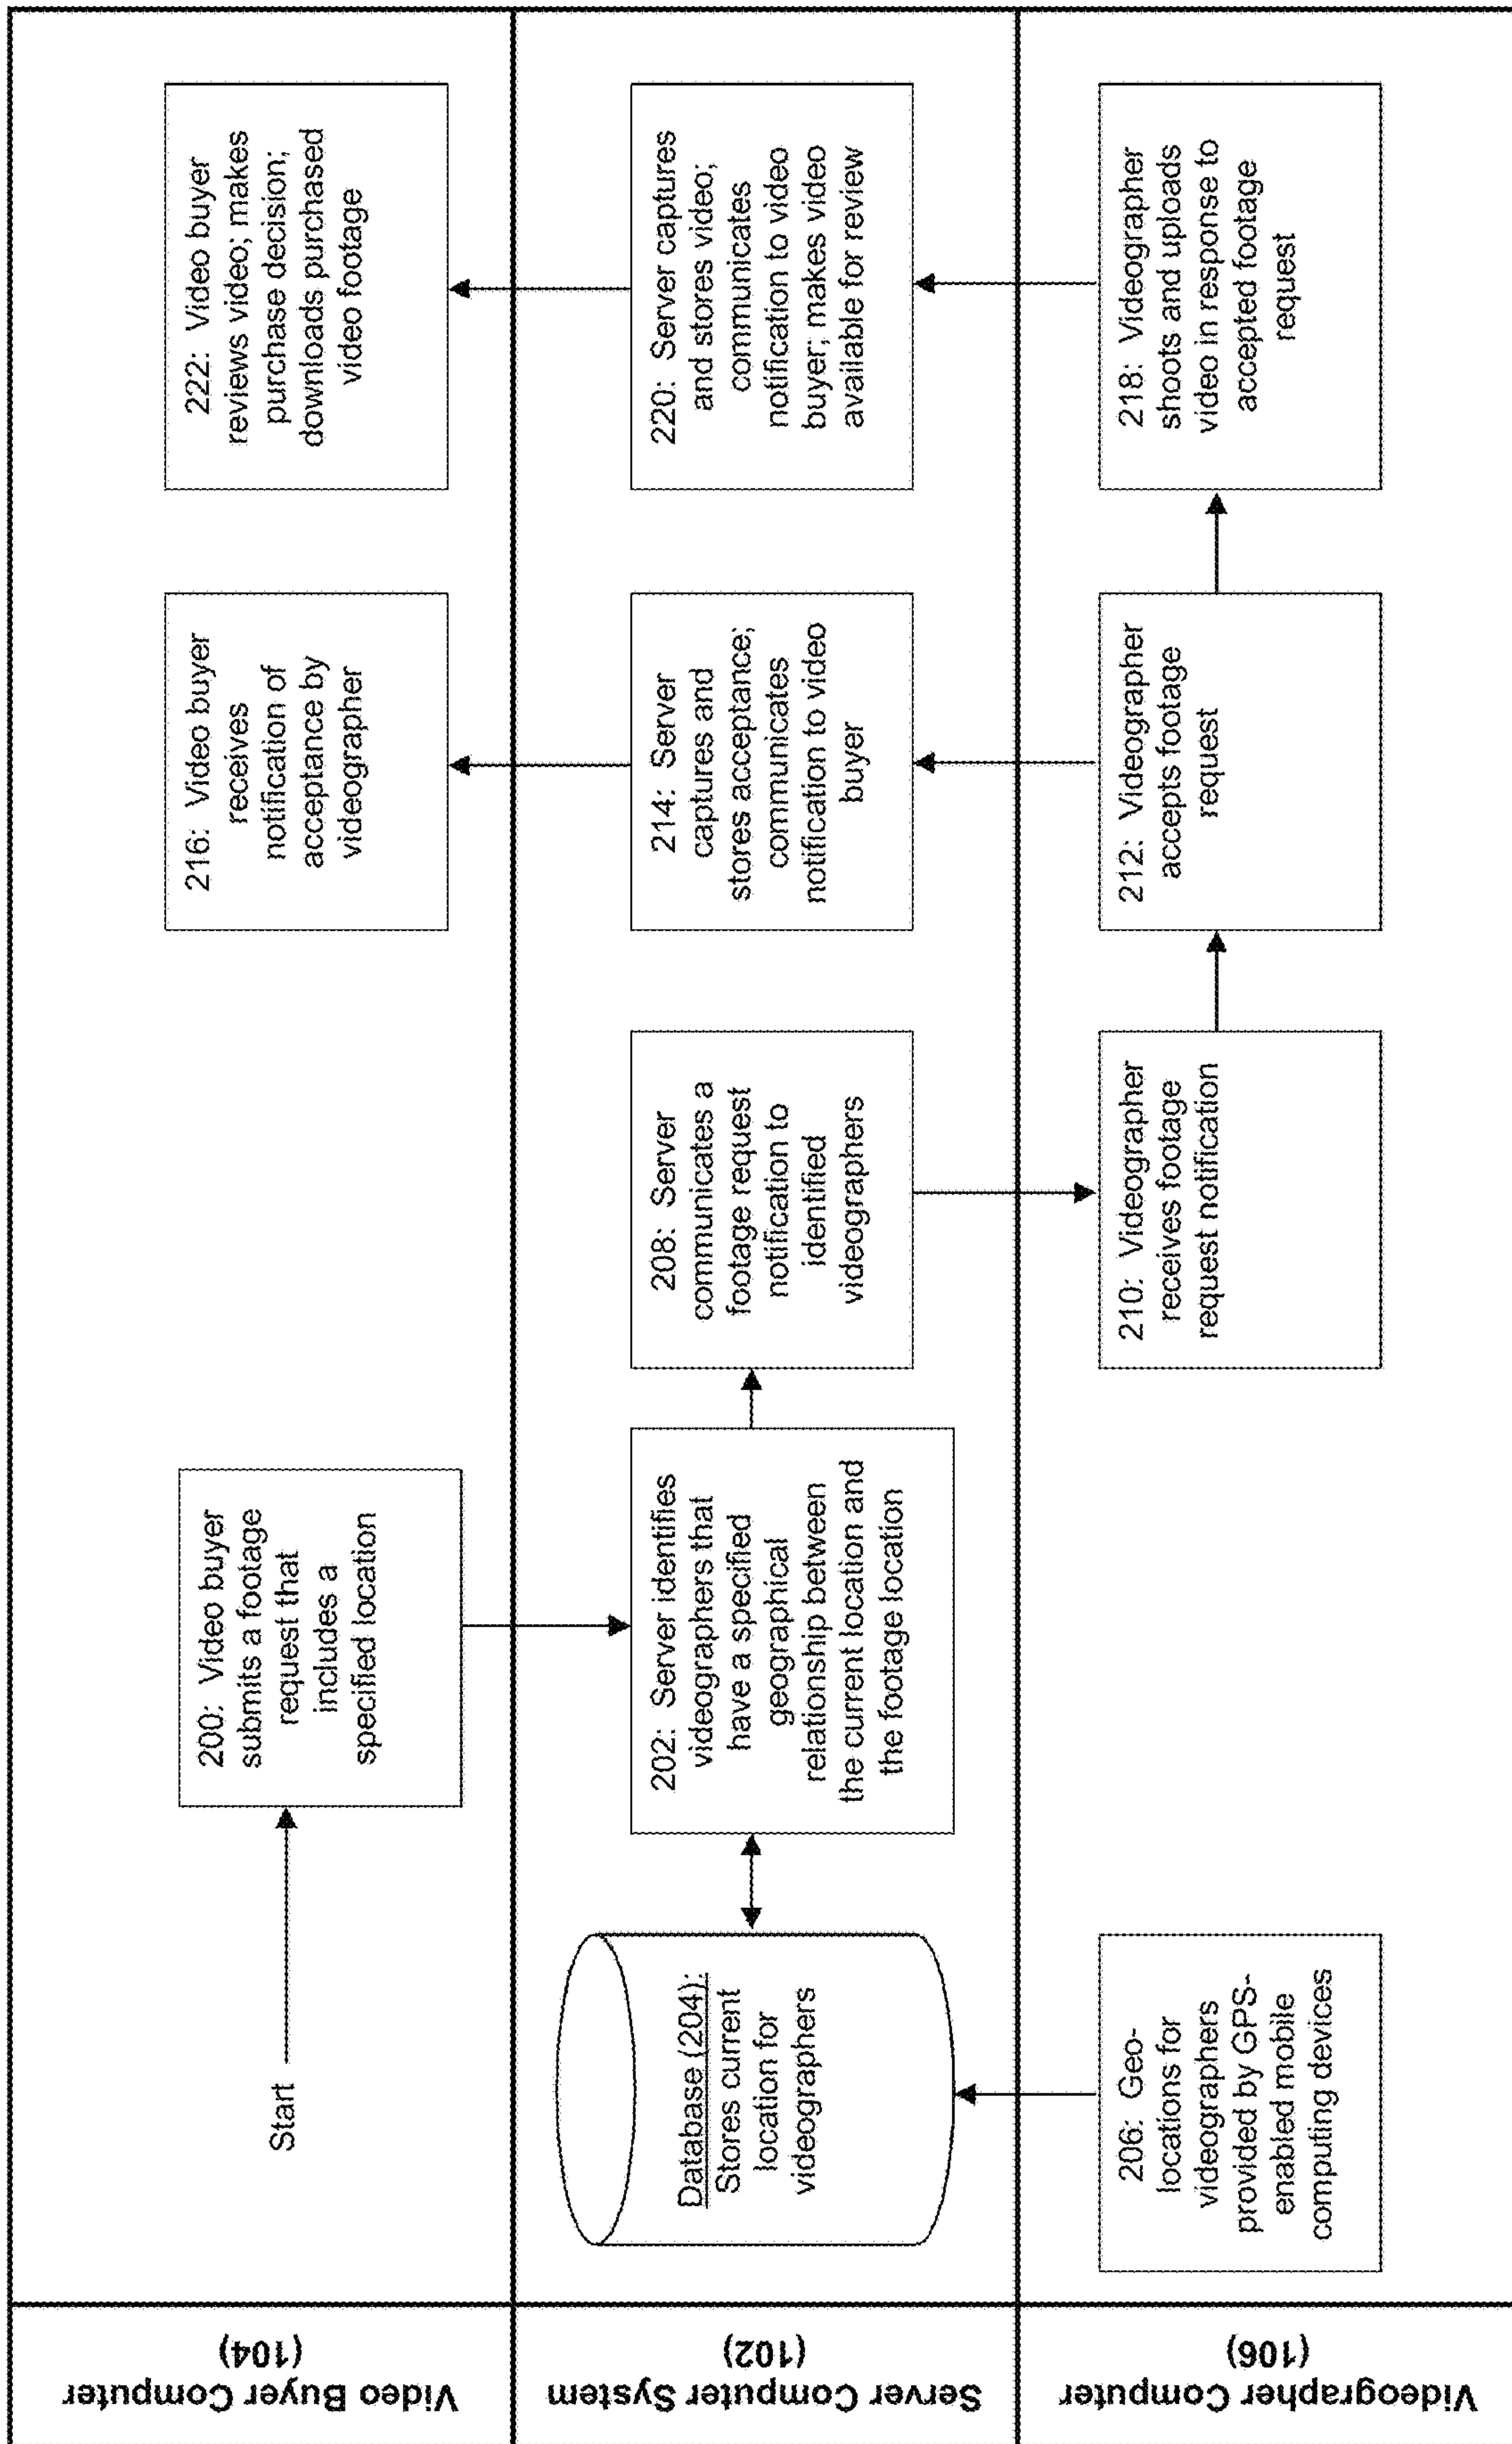 Video Buyer Computer
(104)
Start
200: Video buyer
submits a footage
request that
includes a
specified location
216: Video buyer
receives
notification of
acceptance by
videographer
222: Video buyer
reviews video; makes
purchase decision;
downloads purchased
video footage
Server Computer System
(102)
Database (204):
Stores current
location for
videographers
202: Server identifies
videographers that
have a specified
geographical
relationship between
the current location and
the footage location
208: Server
communicates a
footage request
notification to
identified
videographers
214: Server
captures and
stores acceptance;
communicates
notification to video
buyer
220: Server captures
and stores video;
communicates
notification to video
buyer; makes video
available for review
Videographer Computer
(106)
206: Geo-
locations for
videographers
provided by GPS-
enabled mobile
computing devices
210: Videographer
receives footage
request notification
212: Videographer
accepts footage
request
218: Videographer
shoots and uploads
video in response to
accepted footage
request